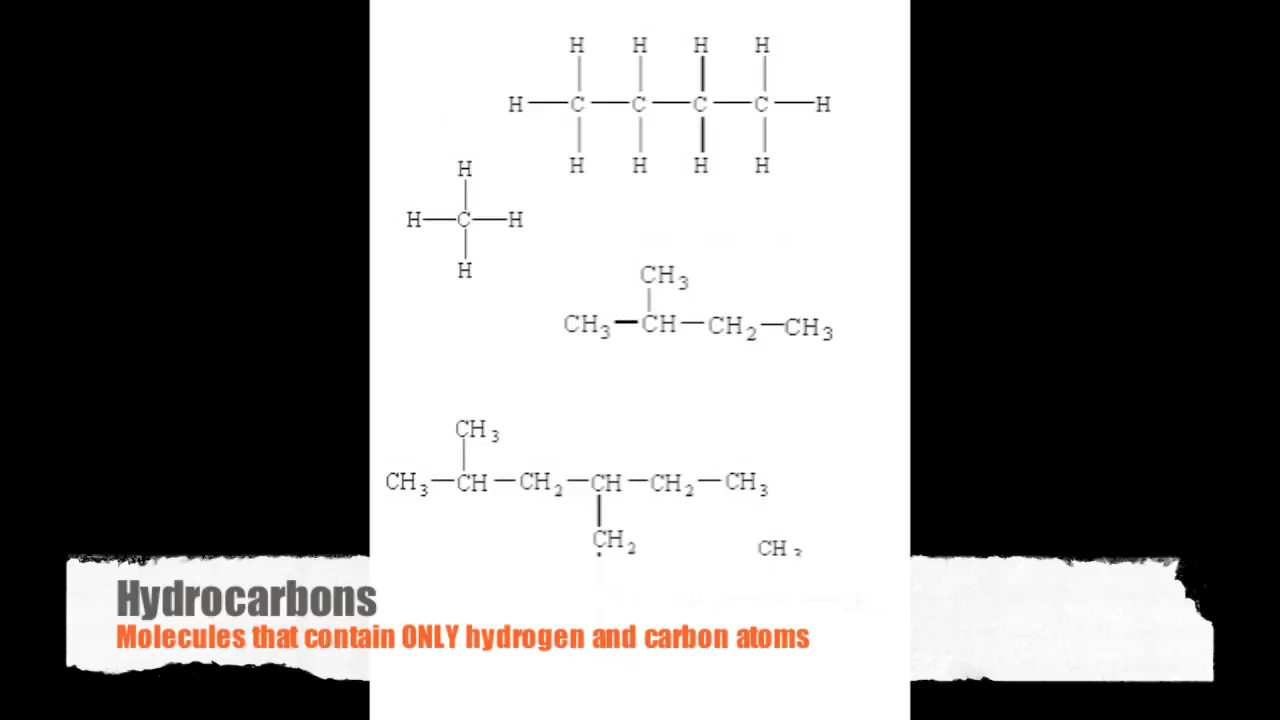 H H H H
H—C—C—C—C—H
H H H H
H
H—C—H
H
CH₃
CH₃—CH—CH₂—CH₃
CH₃
CH₃—CH—CH₂—CH—CH₂—CH₃
CH₂ CH₃
Hydrocarbons
Molecules that contain ONLY hydrogen and carbon atoms